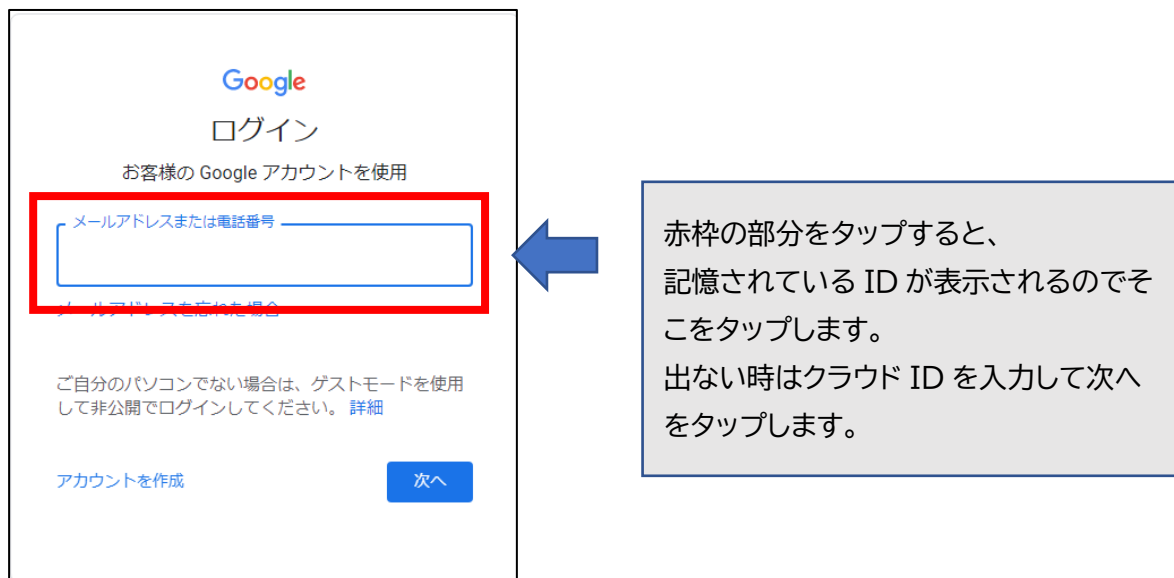 Google
ログイン
お客様の Google アカウントを使用
メールアドレスまたは電話番号
メールアドレスを忘れた場合
ご自分のパソコンでない場合は、ゲストモードを使用
して非公開でログインしてください。 詳細
アカウントを作成
次へ
赤枠の部分をタップすると、
記憶されている ID が表示されるのでそ
こをタップします。
出ない時はクラウド ID を入力して次へ
をタップします。